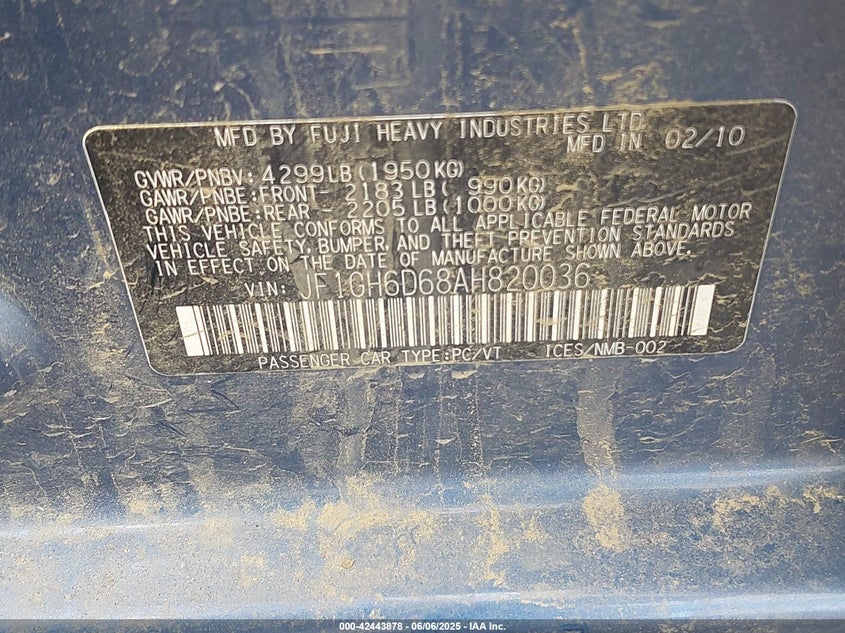 MFD BY FUJI HEAVY INDUSTRIES LTD
MFD IN 02/10
GVWR/PNBV: 4299LB(1950KG)
GAWR/PNBE:FRONT- 2183 LB( 990KG)
GAWR/PNBE:REAR - 2205 LB(1000KG)
THIS VEHICLE CONFORMS TO ALL APPLICABLE FEDERAL MOTOR
VEHICLE SAFETY, BUMPER, AND THEFT PREVENTION STANDARDS
IN EFFECT ON THE DATE OF MANUFACTURE SHOWN ABOVE.
VIN: JF1GH6D68AH820036
PASSENGER CAR TYPE:PC/VT ICES/NMB-002
000-42443878 - 06/06/2025 - IAA Inc.